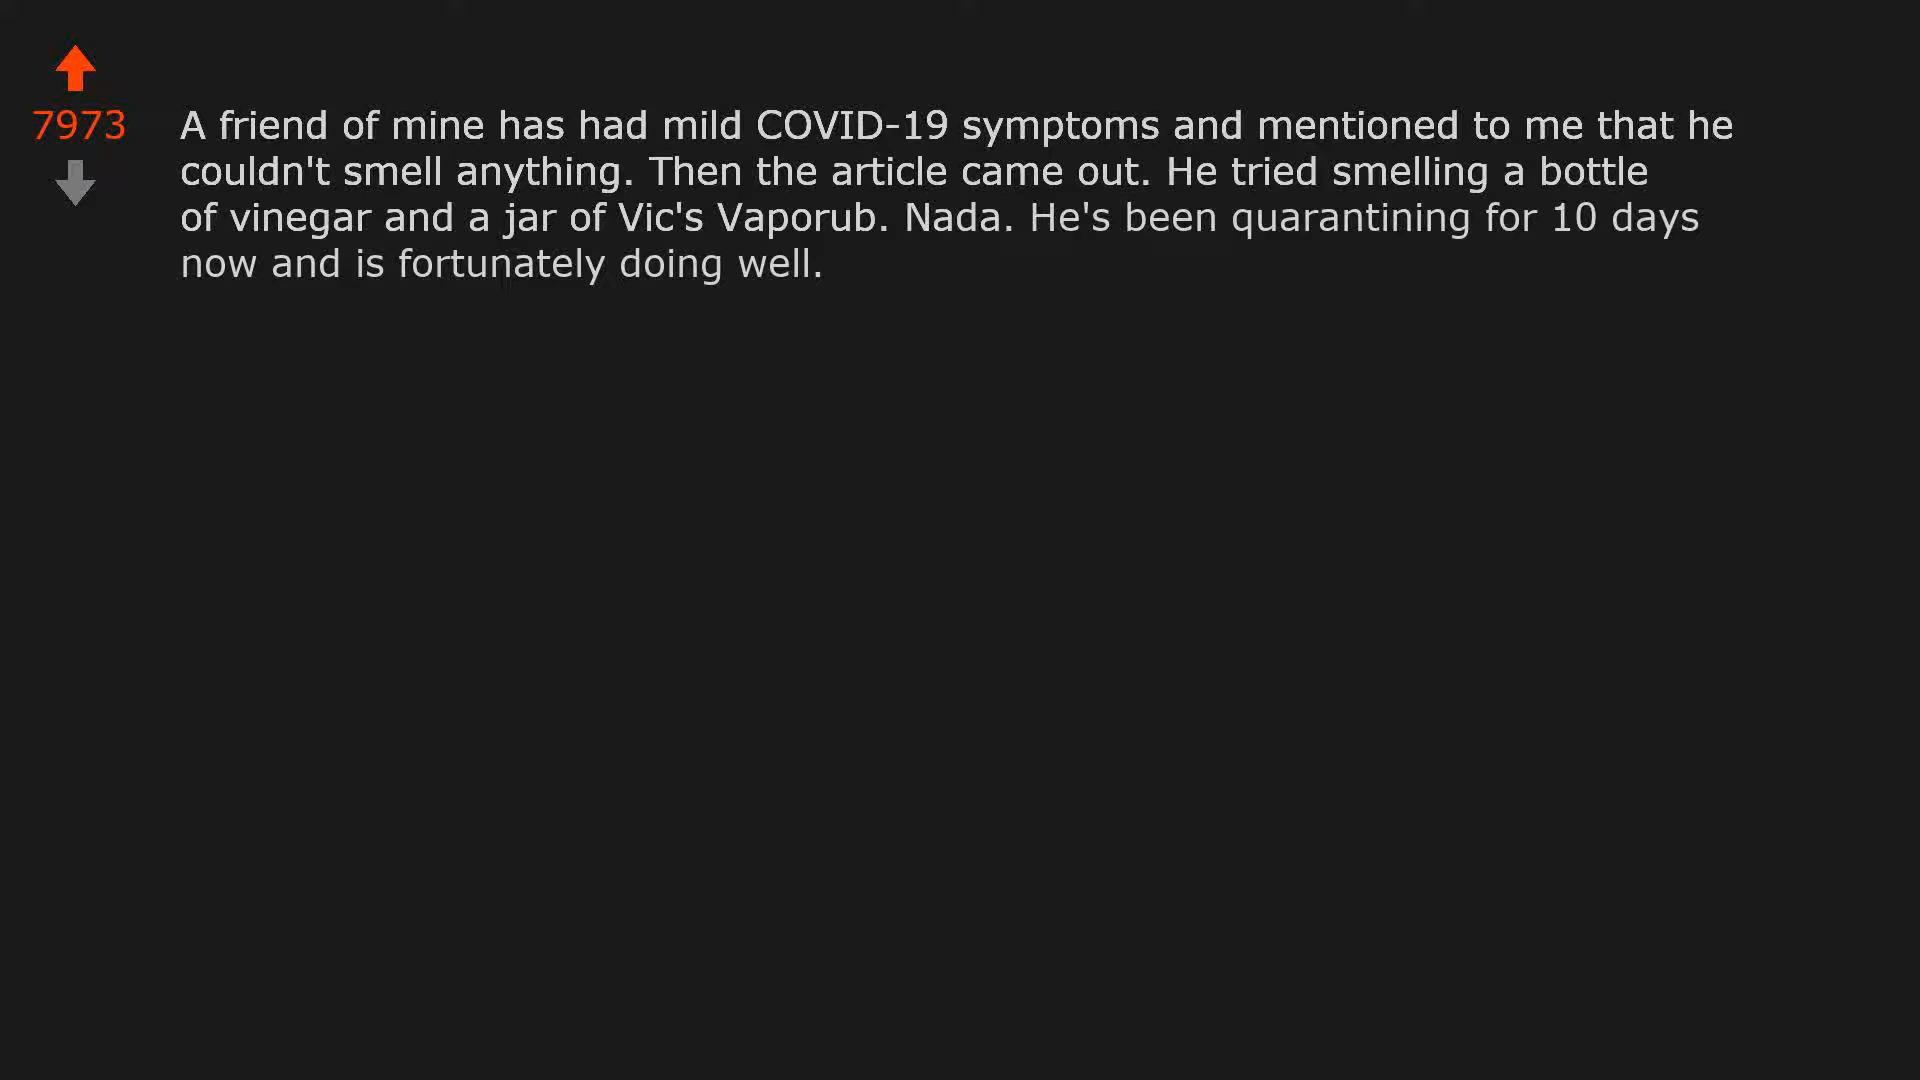 7973
A friend of mine has had mild COVID-19 symptoms and mentioned to me that he
couldn't smell anything. Then the article came out. He tried smelling a bottle
of vinegar and a jar of Vic's Vaporub. Nada. He's been quarantining for 10 days
now and is fortunately doing well.